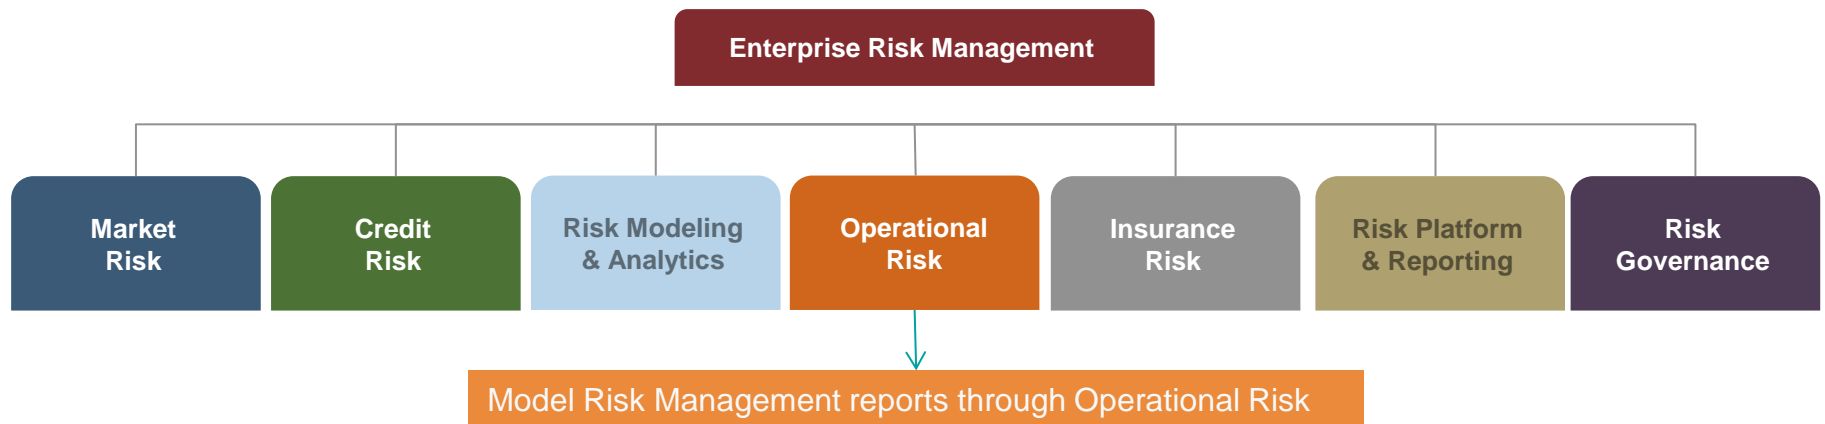 Enterprise Risk Management
Market
Risk
Credit
Risk
Risk Modeling
& Analytics
Operational
Risk
Insurance
Risk
Risk Platform
& Reporting
Risk
Governance
Model Risk Management reports through Operational Risk